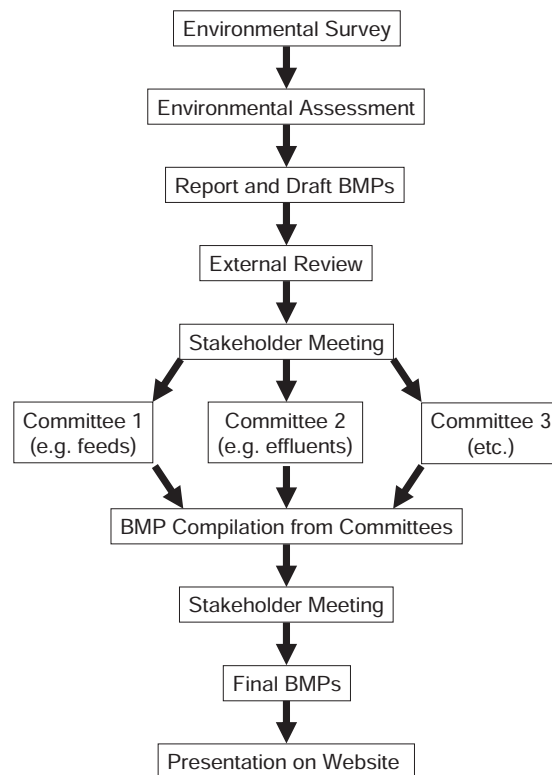 Environmental Survey
Environmental Assessment
Report and Draft BMPs
External Review
Stakeholder Meeting
Committee 1
(e.g. feeds)
Committee 2
(e.g. effluents)
Committee 3
(etc.)
BMP Compilation from Committees
Stakeholder Meeting
Final BMPs
Presentation on Website